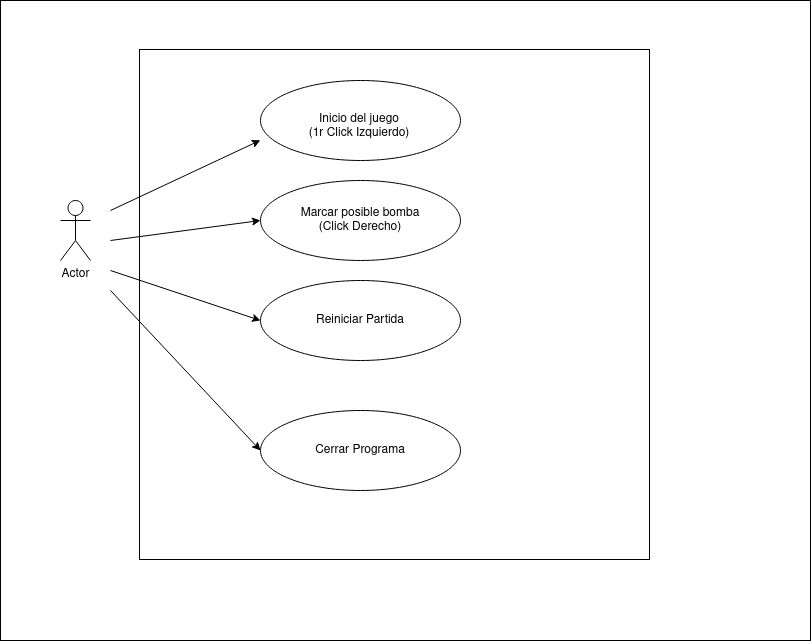 Inicio del juego
(1r Click Izquierdo)
Marcar posible bomba
(Click Derecho)
Actor
Reiniciar Partida
Cerrar Programa